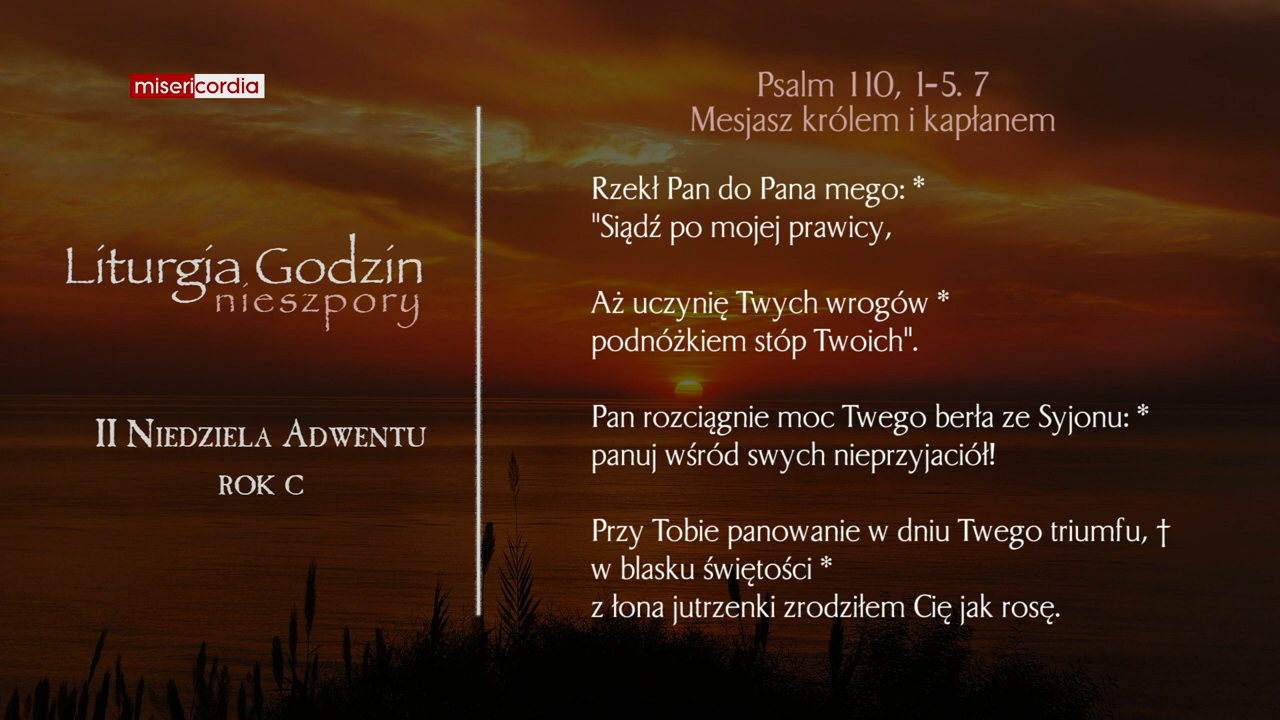 misericordia
Liturgia Godzin
nieszpory
II Niedziela Adwentu
rok C
Psalm 110, 1-5. 7
Mesjasz królem i kapłanem
Rzekł Pan do Pana mego: *
"Siądź po mojej prawicy,
Aż uczynię Twych wrogów *
podnóżkiem stóp Twoich".
Pan rozciągnie moc Twego berła ze Syjonu: *
panuj wśród swych nieprzyjaciół!
Przy Tobie panowanie w dniu Twego triumfu, †
w blasku świętości *
z łona jutrzenki zrodziłem Cię jak rosę.